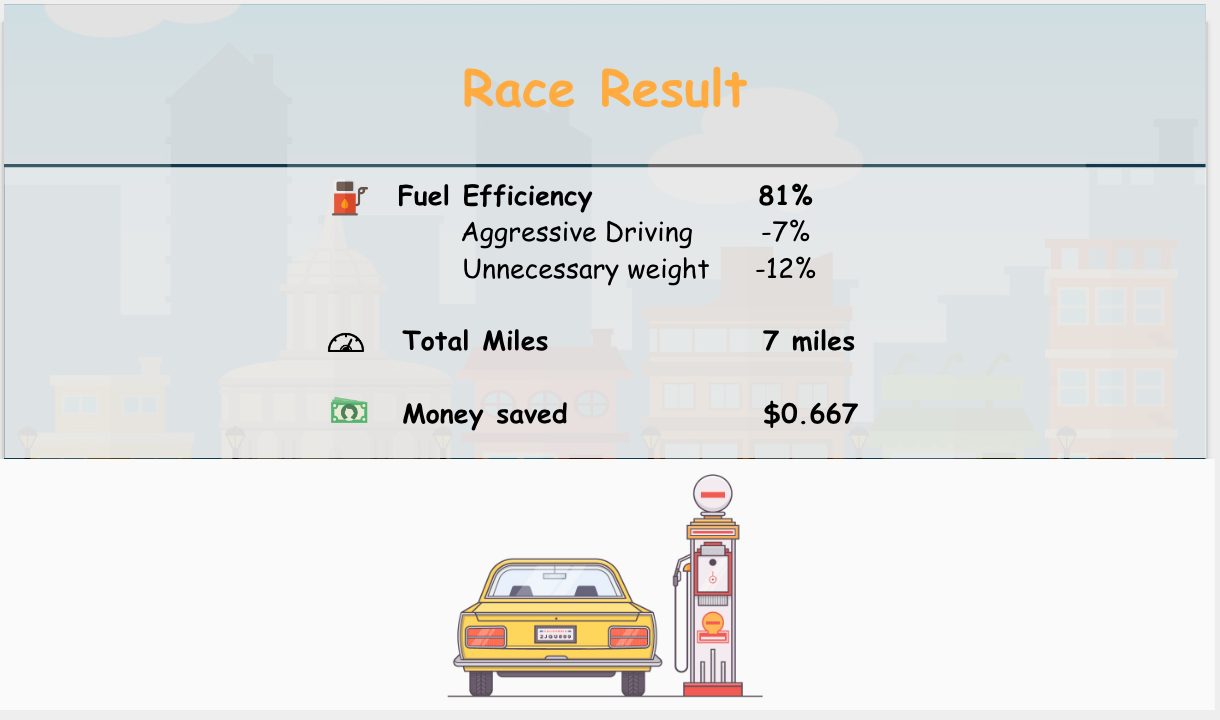 Race Result
Fuel Efficiency 81%
Aggressive Driving -7%
Unnecessary weight -12%
Total Miles 7 miles
Money saved $0.667